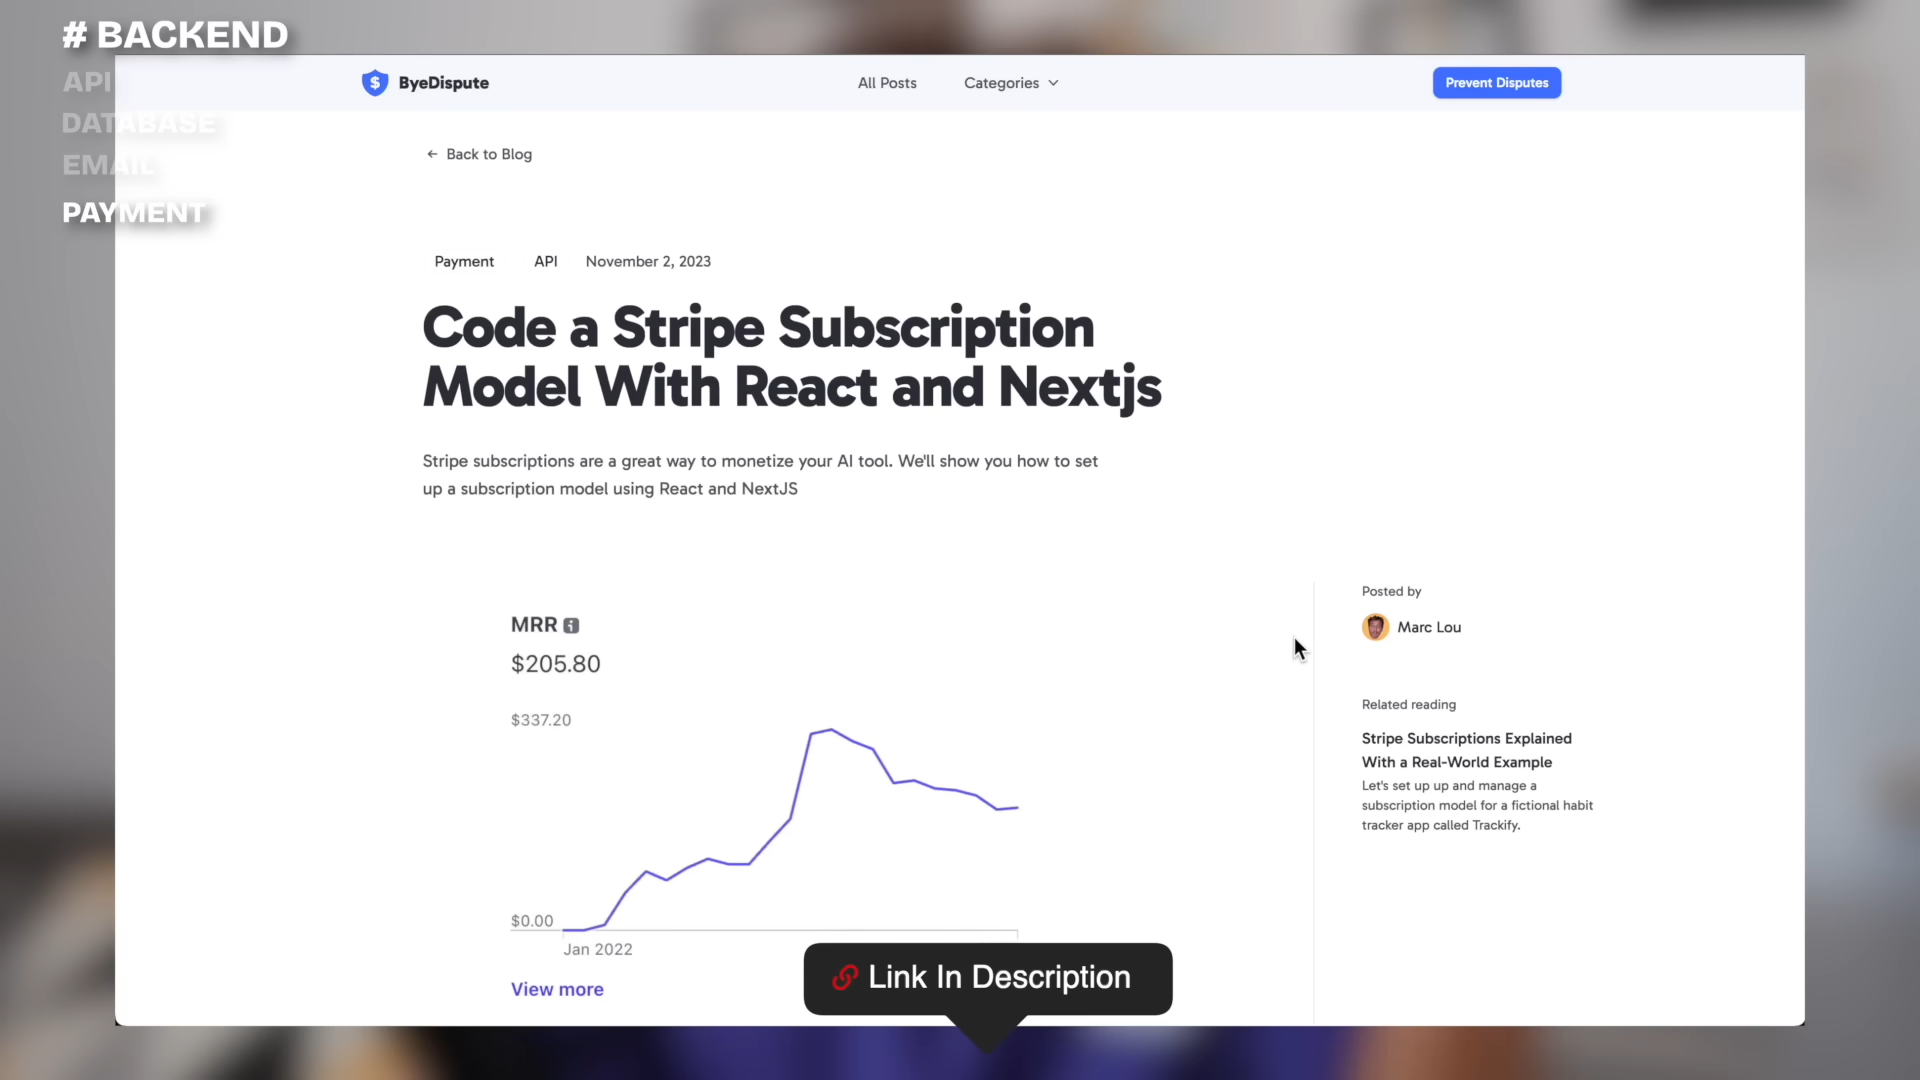 # BACKEND
API
DATABASE
EMAIL
PAYMENT
$ ByeDispute
All Posts
Categories
Prevent Disputes
← Back to Blog
Payment API November 2, 2023
Code a Stripe Subscription
Model With React and Nextjs
Stripe subscriptions are a great way to monetize your AI tool. We'll show you how to set
up a subscription model using React and NextJS
MRR i
$205.80
$337.20
$0.00
Jan 2022
View more
Posted by
Marc Lou
Related reading
Stripe Subscriptions Explained
With a Real-World Example
Let's set up up and manage a
subscription model for a fictional habit
tracker app called Trackify.
Link In Description